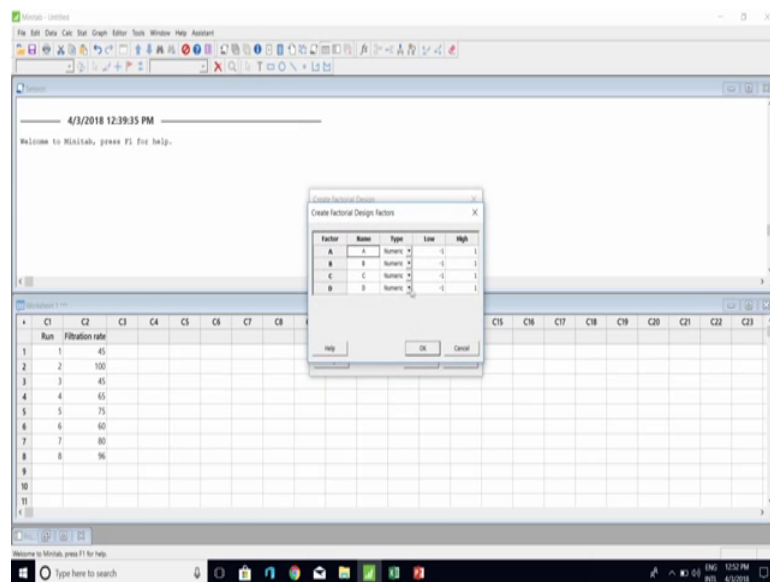 Minitab - Untitled
File Edit Data Calc Stat Graph Editor Tools Window Help Assistant
Session
4/3/2018 12:39:35 PM
Welcome to Minitab, press F1 for help.
Create Factorial Design
Create Factorial Design: Factors
Factor Name Type Low High
A A Numeric -1 1
B B Numeric -1 1
C C Numeric -1 1
D D Numeric -1 1
Help OK Cancel
Worksheet 1 ***
C1 C2 C3 C4 C5 C6 C7 C8 C15 C16 C17 C18 C19 C20 C21 C22 C23
Run Filtration rate
1 1 45
2 2 100
3 3 45
4 4 65
5 5 75
6 6 60
7 7 80
8 8 96
9
10
11
Welcome to Minitab, press F1 for help.
Type here to search
ENG 12:52 PM
INTL 4/3/2018